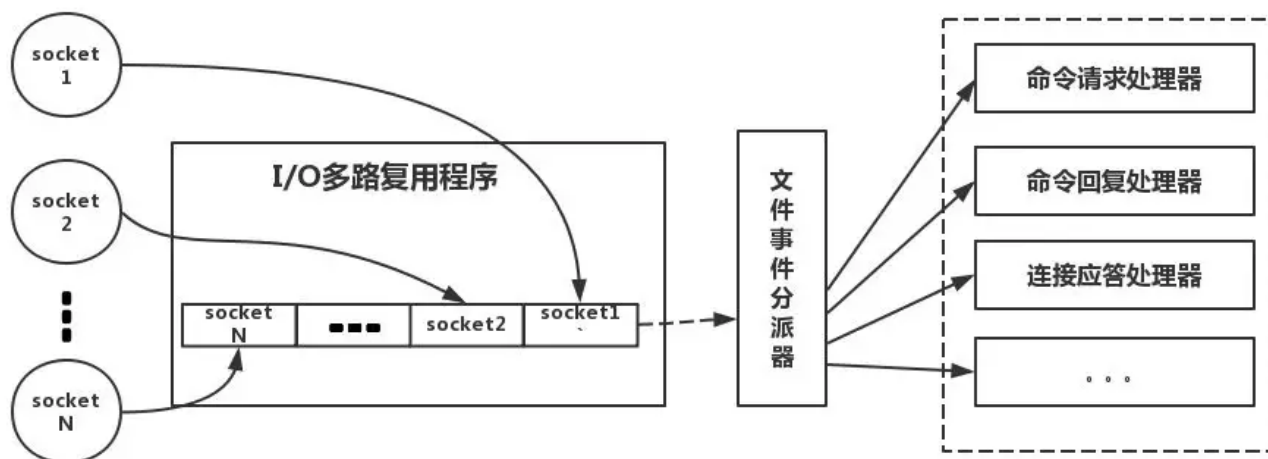 socket
1
socket
2
socket
N
I/O多路复用程序
socket
N
socket2
socket1
、
文件事件分派器
命令请求处理器
命令回复处理器
连接应答处理器
。。。